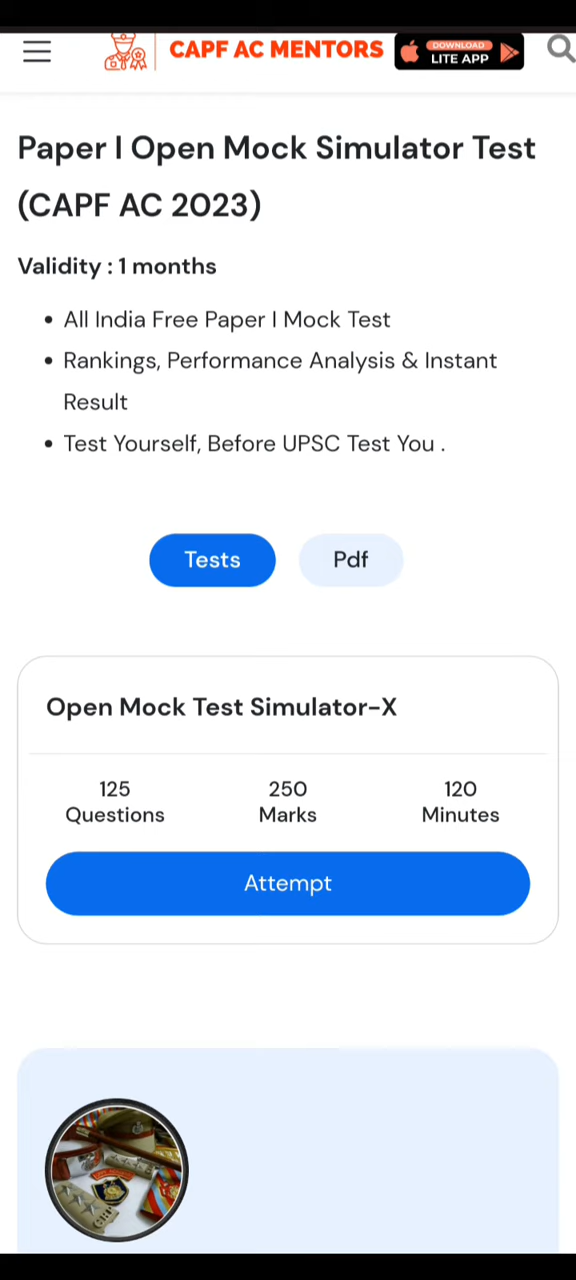 CAPF AC MENTORS
DOWNLOAD
LITE APP
Paper I Open Mock Simulator Test
(CAPF AC 2023)
Validity : 1 months
All India Free Paper I Mock Test
Rankings, Performance Analysis & Instant
Result
Test Yourself, Before UPSC Test You .
Tests
Pdf
Open Mock Test Simulator-X
125
Questions
250
Marks
120
Minutes
Attempt